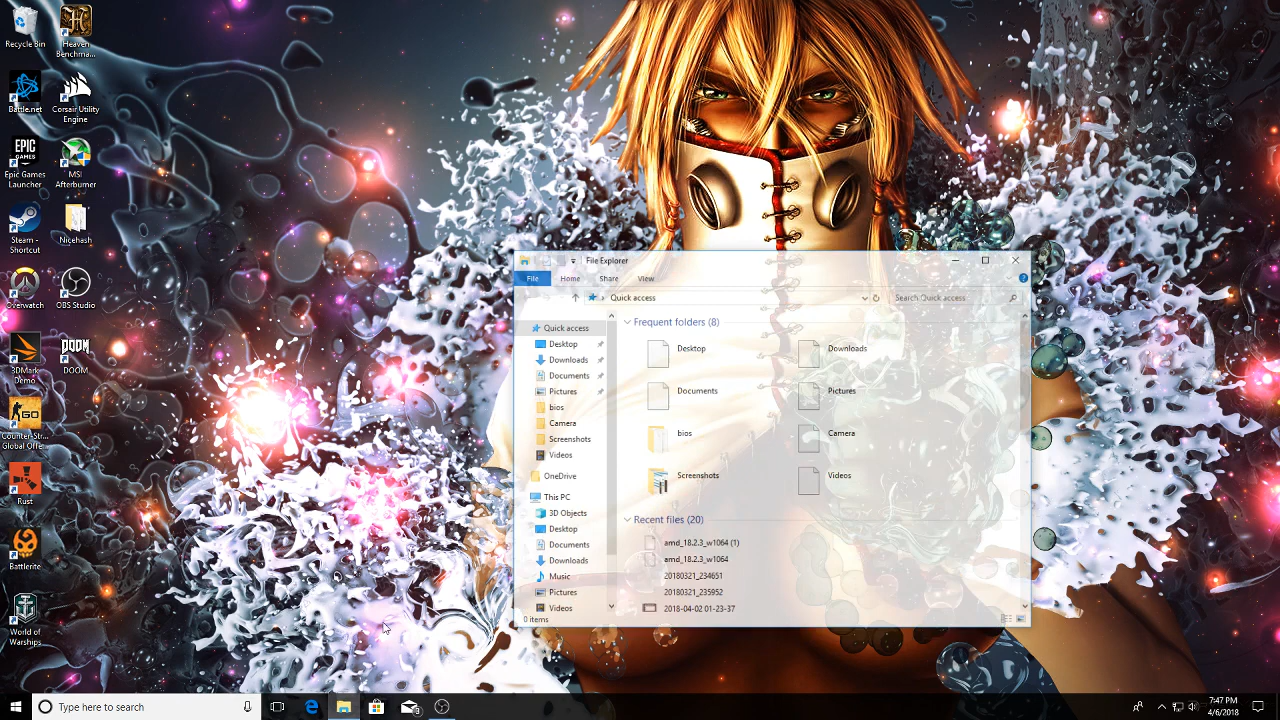 Recycle Bin
Heaven
Benchma...
Battle.net
Corsair Utility
Engine
EPIC
GAMES
Epic Games
Launcher
MSI
Afterburner
Steam -
Shortcut
Nicehash
Overwatch
OBS Studio
3DMark
Demo
DOOM
DOOM
GO
Counter-Str...
Global Offe...
Rust
Battlerite
World of
Warships
File Explorer
File
Home
Share
View
Quick access
Search Quick access
Quick access
Desktop
Downloads
Documents
Pictures
bios
Camera
Screenshots
Videos
OneDrive
This PC
3D Objects
Desktop
Documents
Downloads
Music
Pictures
Videos
Frequent folders (8)
Desktop
Downloads
Documents
Pictures
bios
Camera
Screenshots
Videos
Recent files (20)
amd_18.2.3_w1064 (1)
amd_18.2.3_w1064
20180321_234651
20180321_235952
2018-04-02 01-23-37
0 items
Type here to search
3
7:47 PM
4/6/2018